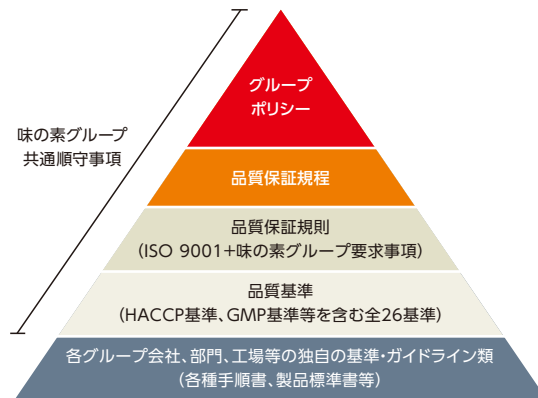 グループ
ポリシー
味の素グループ
共通順守事項
品質保証規程
品質保証規則
(ISO 9001+味の素グループ要求事項)
品質基準
(HACCP基準、GMP基準等を含む全26基準)
各グループ会社、部門、工場等の独自の基準・ガイドライン類
(各種手順書、製品標準書等)